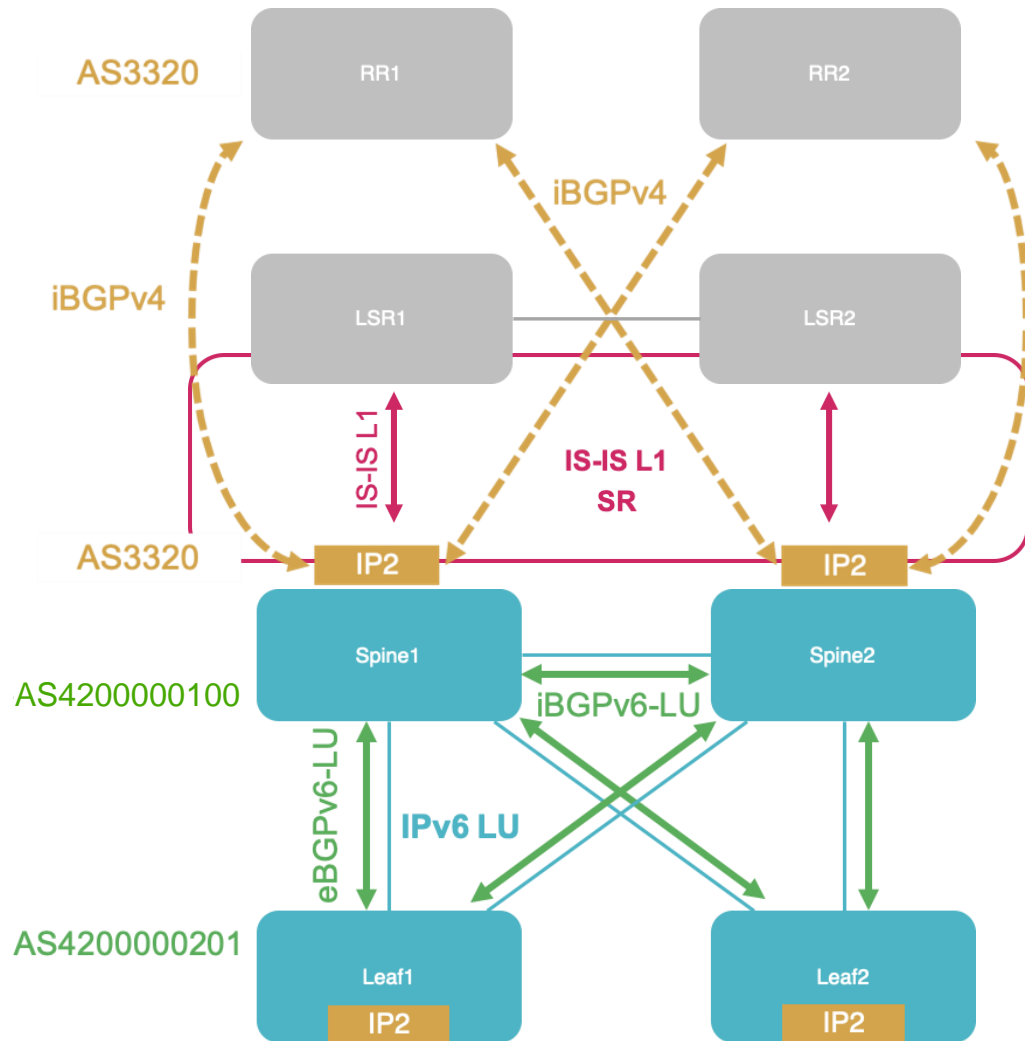 AS3320
RR1
RR2
iBGPv4
iBGPv4
LSR1
LSR2
IS-IS L1
IS-IS L1
SR
AS3320
IP2
IP2
Spine1
Spine2
AS4200000100
iBGPv6-LU
eBGPv6-LU
IPv6 LU
AS4200000201
Leaf1
Leaf2
IP2
IP2